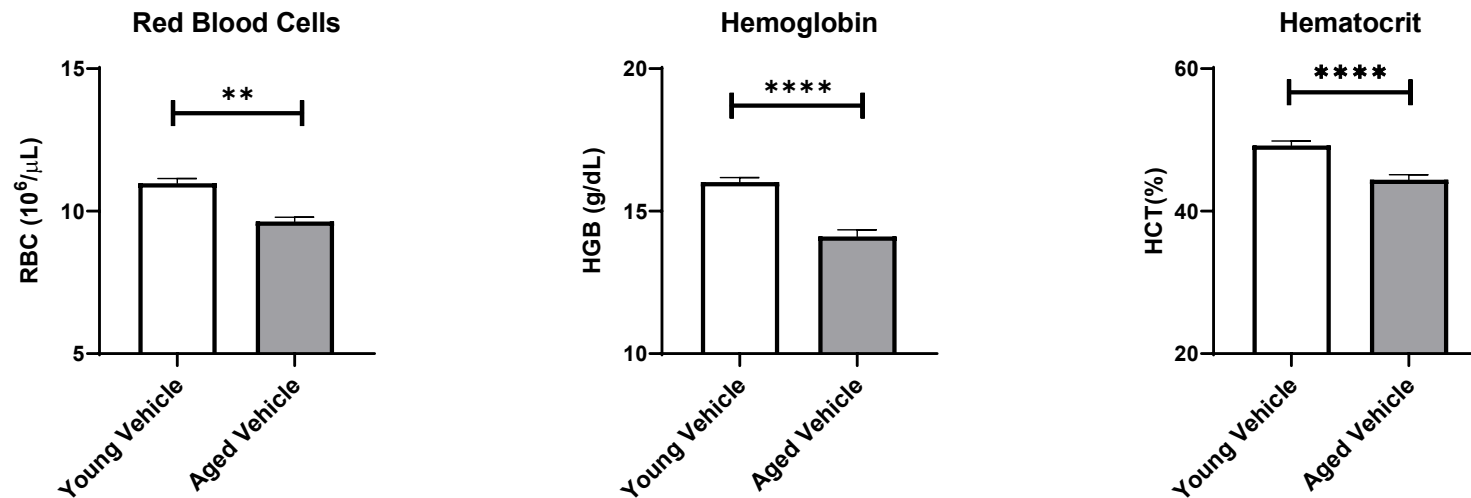 Red Blood Cells
15
10
5
RBC (10⁶/μL)
**
Young Vehicle
Aged Vehicle
Hemoglobin
20
15
10
HGB (g/dL)
****
Young Vehicle
Aged Vehicle
Hematocrit
60
40
20
HCT(%)
****
Young Vehicle
Aged Vehicle